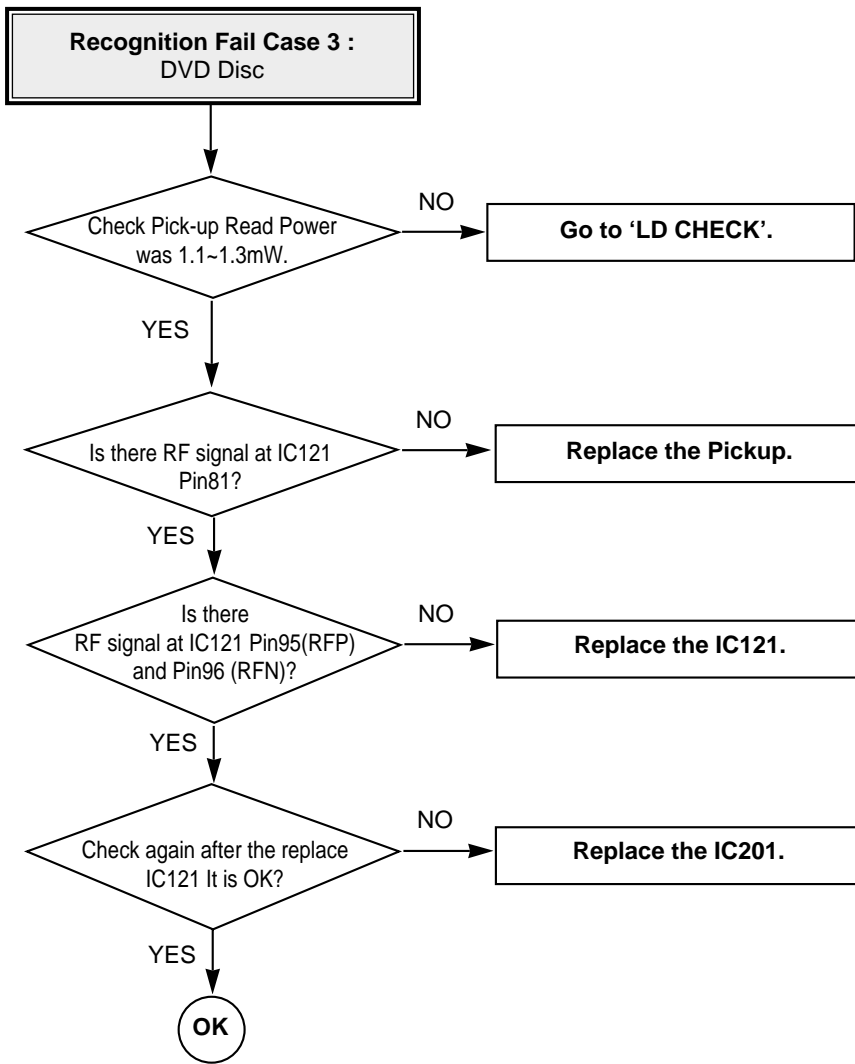 Recognition Fail Case 3 :
DVD Disc
Check Pick-up Read Power
was 1.1~1.3mW.
NO
Go to ‘LD CHECK’.
YES
Is there RF signal at IC121
Pin81?
NO
Replace the Pickup.
YES
Is there
RF signal at IC121 Pin95(RFP)
and Pin96 (RFN)?
NO
Replace the IC121.
YES
Check again after the replace
IC121 It is OK?
NO
Replace the IC201.
YES
OK